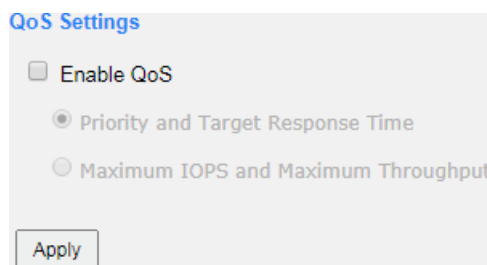 QoS Settings
Enable QoS
Priority and Target Response Time
Maximum IOPS and Maximum Throughput
Apply